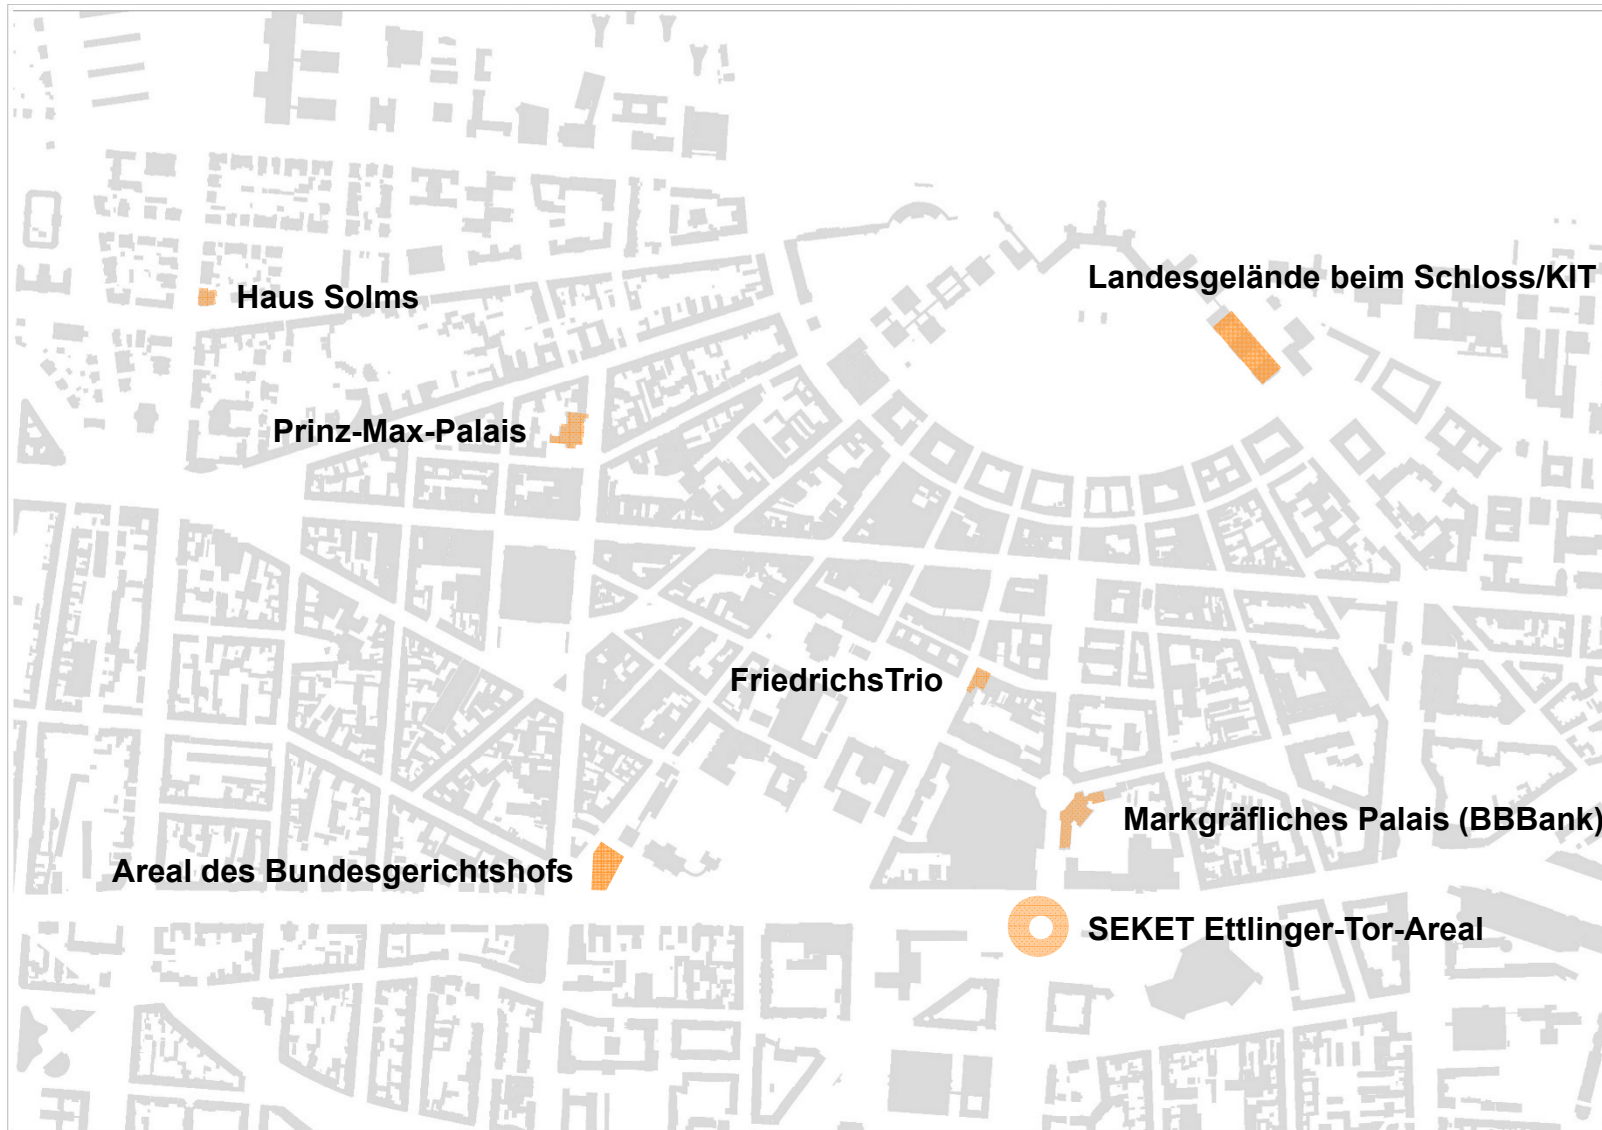 Landesgelände beim Schloss/KIT
Haus Solms
Prinz-Max-Palais
FriedrichsTrio
Markgräfliches Palais (BBBank)
Areal des Bundesgerichtshofs
SEKET Ettlinger-Tor-Areal